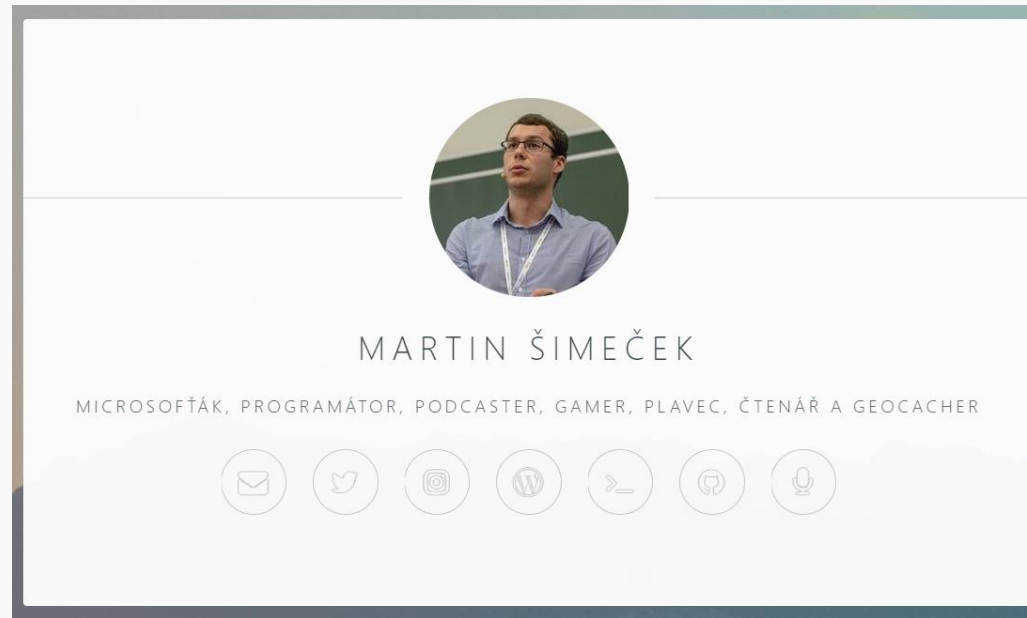 MARTIN ŠIMEČEK
MICROSOFŤÁK, PROGRAMÁTOR, PODCASTER, GAMER, PLAVEC, ČTENÁŘ A GEOCACHER